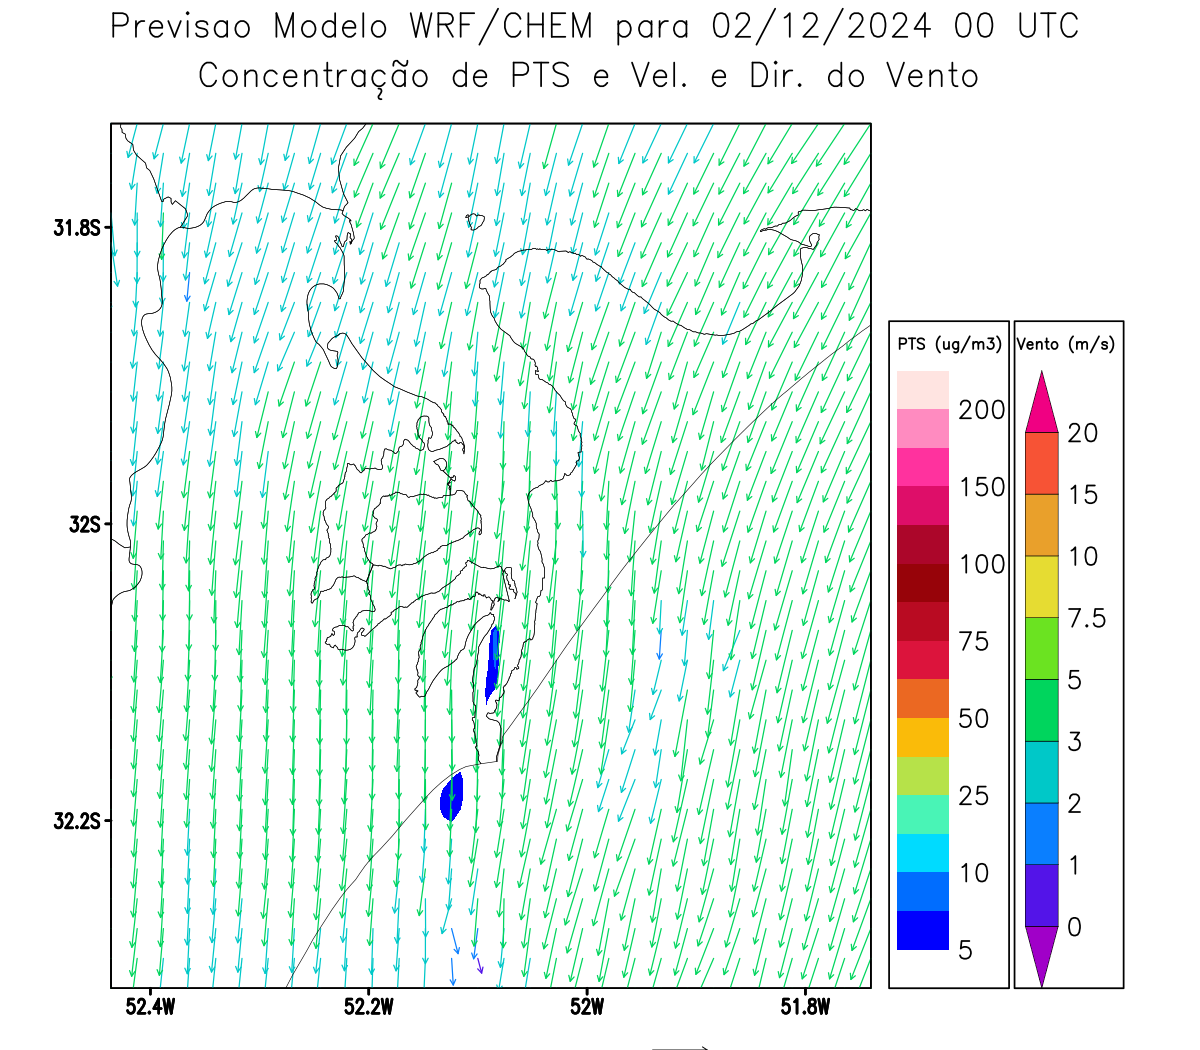 Previsao Modelo WRF/CHEM para 02/12/2024 00 UTC
Concentração de PTS e Vel. e Dir. do Vento
31.8S
32S
32.2S
52.4W 52.2W 52W 51.8W
PTS (ug/m3)
200
150
100
75
50
25
10
5
Vento (m/s)
20
15
10
7.5
5
3
2
1
0